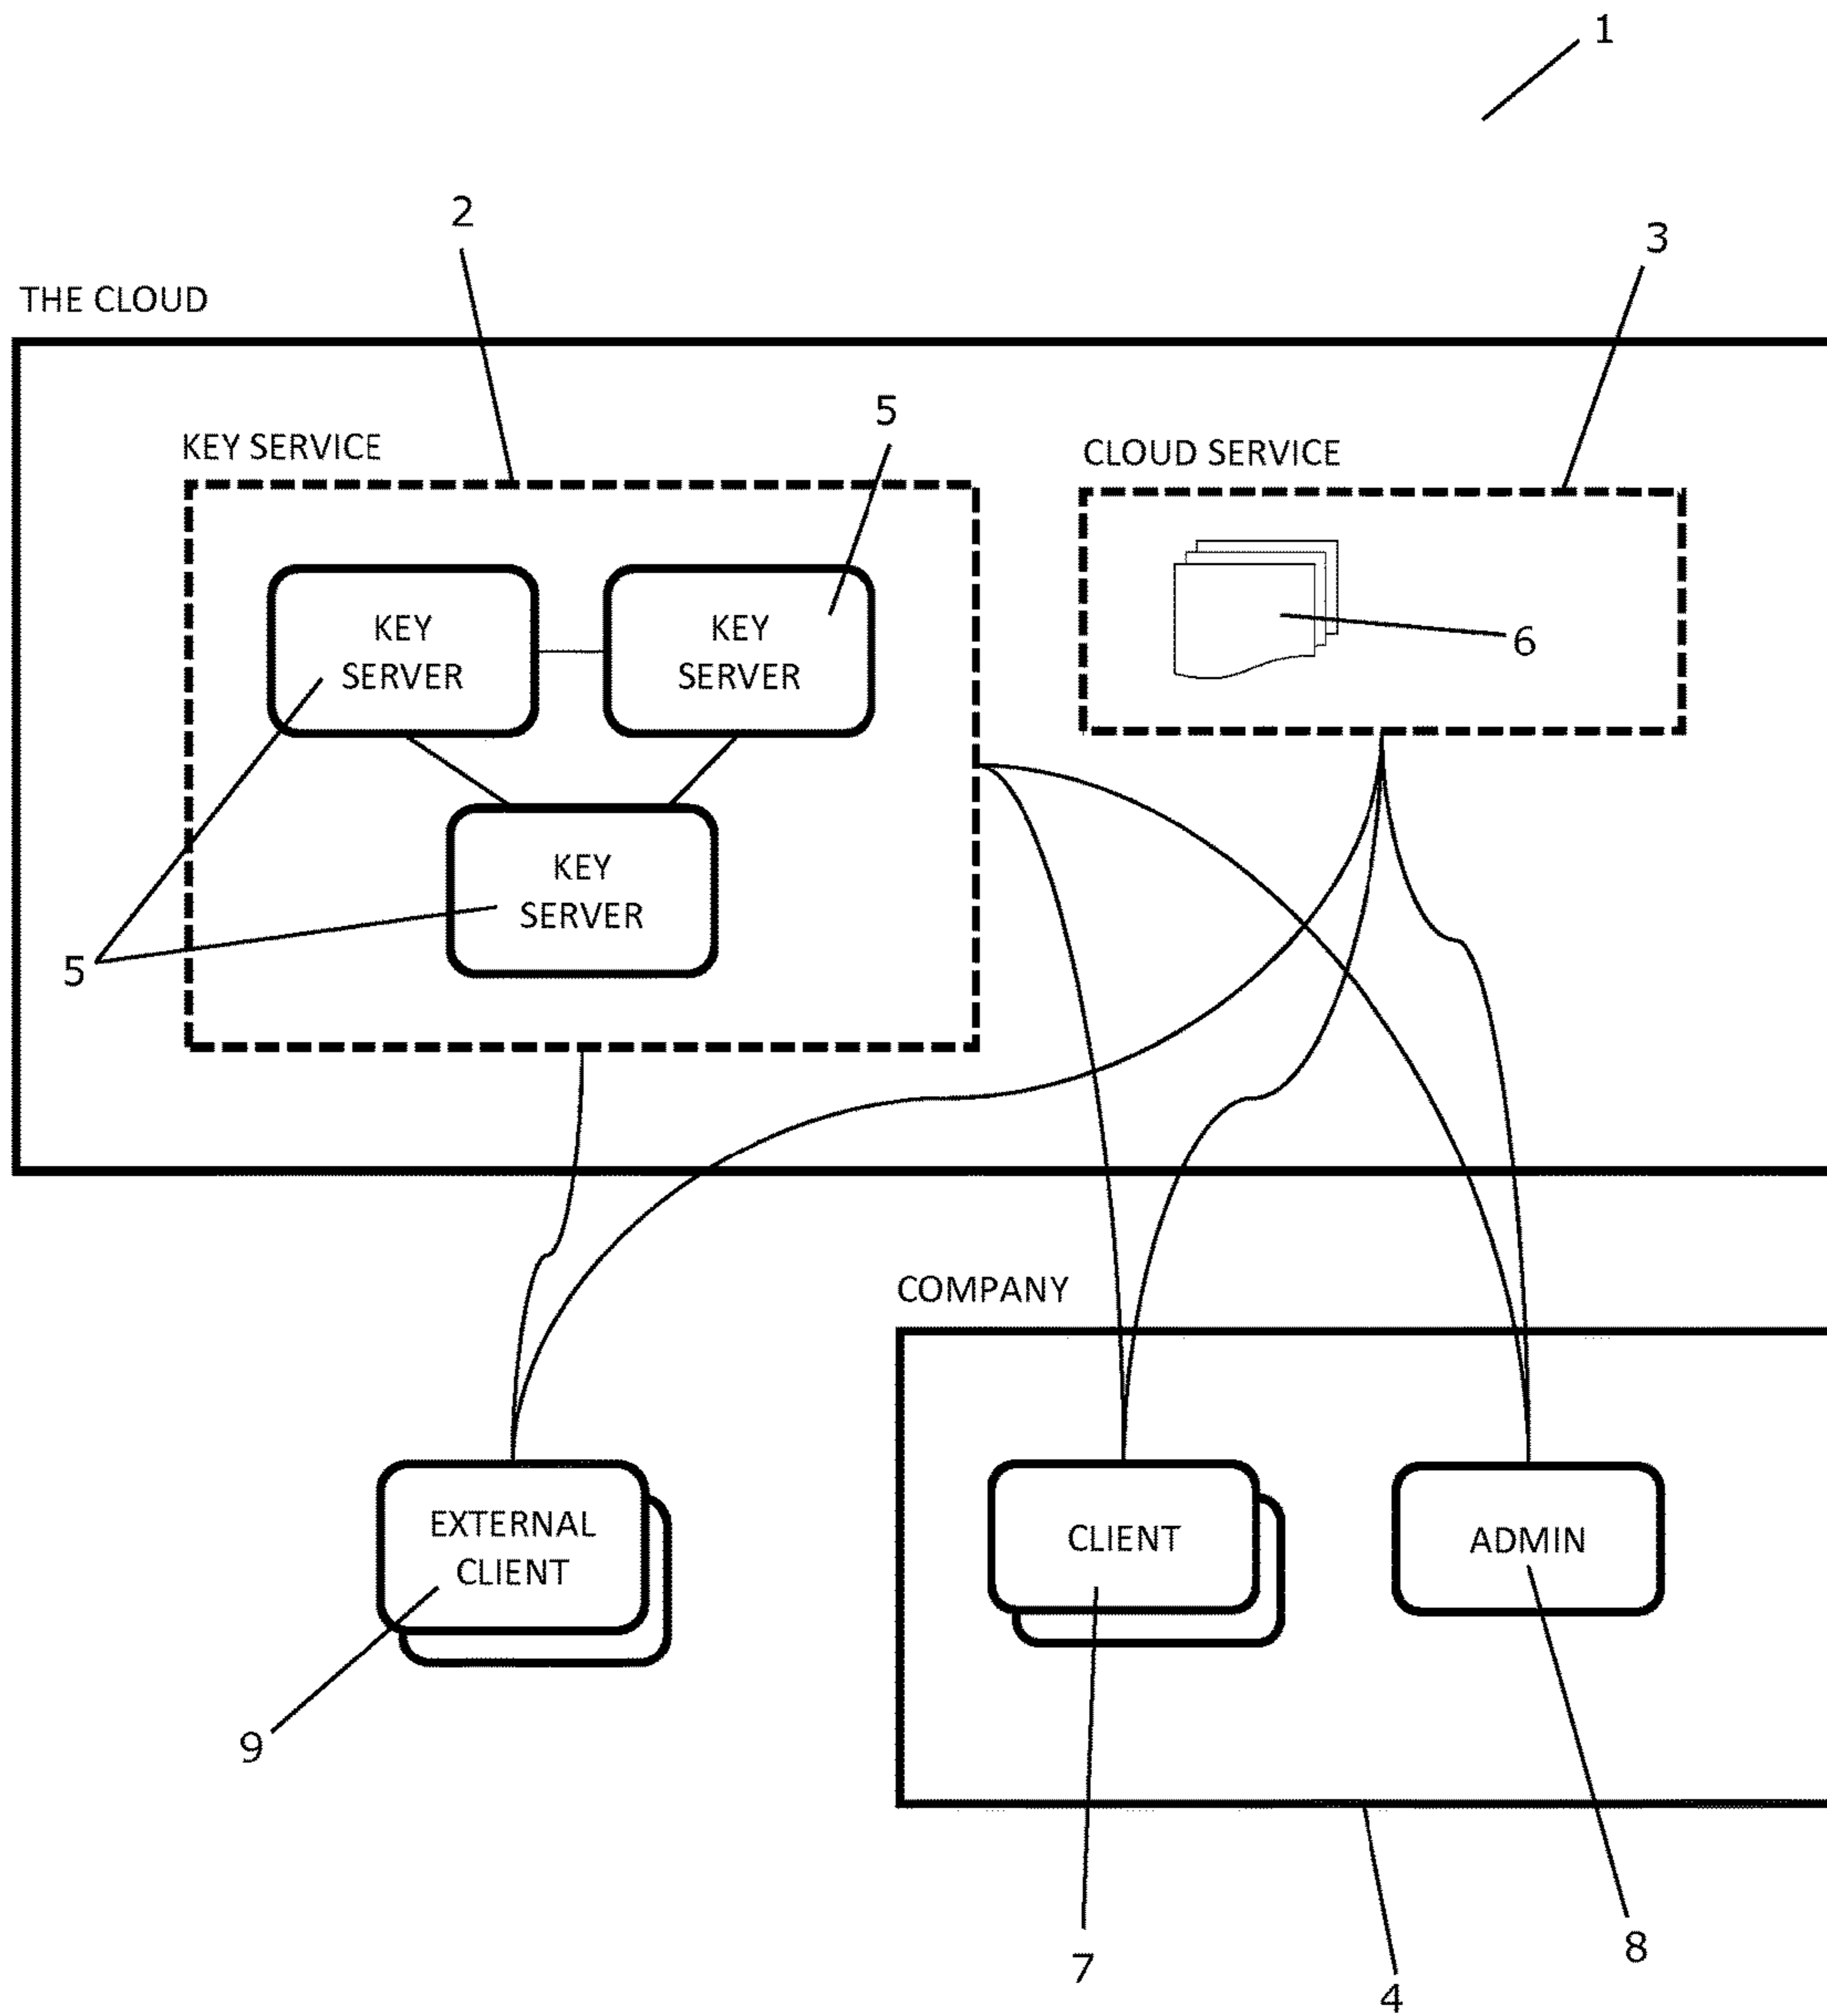 1
2
3
THE CLOUD
5
KEY SERVICE
CLOUD SERVICE
KEY
SERVER
KEY
SERVER
6
KEY
SERVER
5
COMPANY
EXTERNAL
CLIENT
CLIENT
ADMIN
9
7
8
4